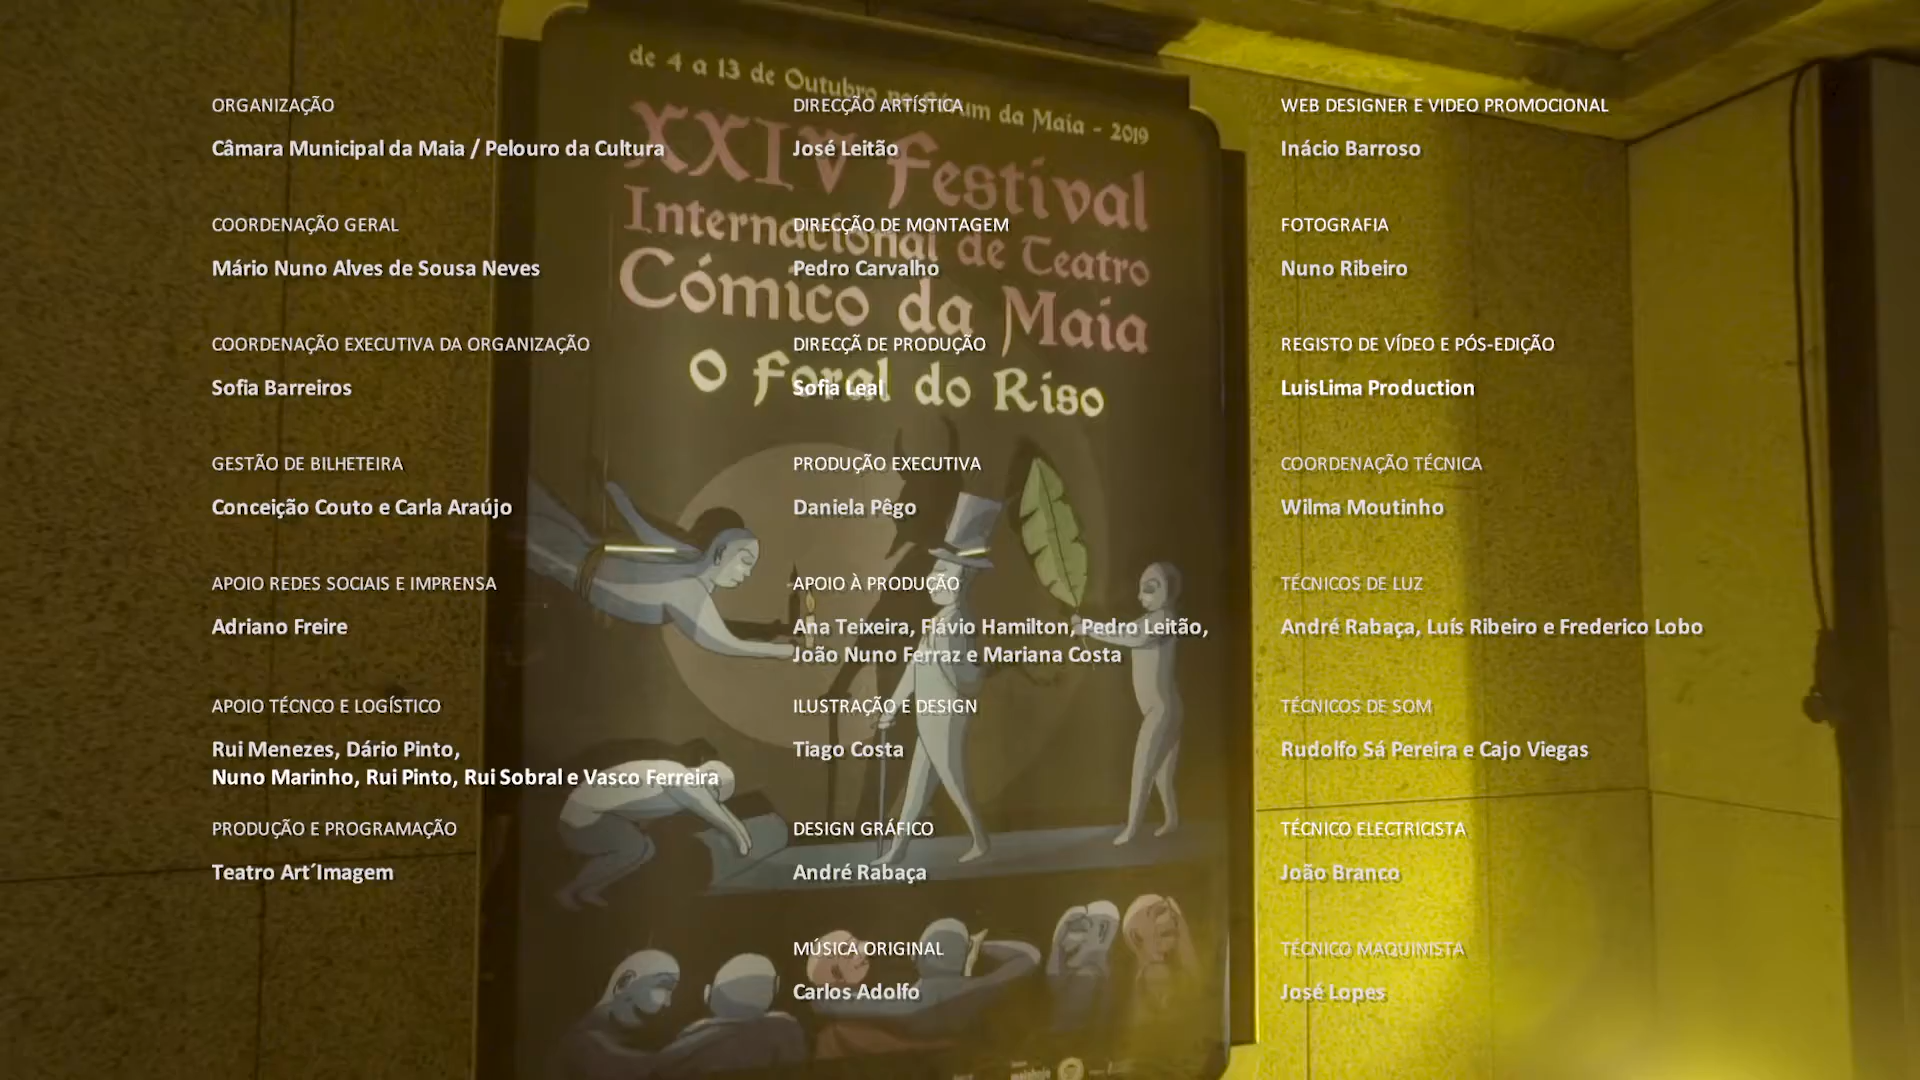 de 4 a 13 de Outubro no Fórum da Maia - 2019
XXIV Festival
Internacional de Teatro
Cómico da Maia
O Foral do Riso
ORGANIZAÇÃO
Câmara Municipal da Maia / Pelouro da Cultura
COORDENAÇÃO GERAL
Mário Nuno Alves de Sousa Neves
COORDENAÇÃO EXECUTIVA DA ORGANIZAÇÃO
Sofia Barreiros
GESTÃO DE BILHETEIRA
Conceição Couto e Carla Araújo
APOIO REDES SOCIAIS E IMPRENSA
Adriano Freire
APOIO TÉCNCO E LOGÍSTICO
Rui Menezes, Dário Pinto,
Nuno Marinho, Rui Pinto, Rui Sobral e Vasco Ferreira
PRODUÇÃO E PROGRAMAÇÃO
Teatro Art´Imagem
DIRECÇÃO ARTÍSTICA
José Leitão
DIRECÇÃO DE MONTAGEM
Pedro Carvalho
DIRECÇÃ DE PRODUÇÃO
Sofia Leal
PRODUÇÃO EXECUTIVA
Daniela Pêgo
APOIO À PRODUÇÃO
Ana Teixeira, Flávio Hamilton, Pedro Leitão,
João Nuno Ferraz e Mariana Costa
ILUSTRAÇÃO E DESIGN
Tiago Costa
DESIGN GRÁFICO
André Rabaça
MÚSICA ORIGINAL
Carlos Adolfo
WEB DESIGNER E VIDEO PROMOCIONAL
Inácio Barroso
FOTOGRAFIA
Nuno Ribeiro
REGISTO DE VÍDEO E PÓS-EDIÇÃO
LuisLima Production
COORDENAÇÃO TÉCNICA
Wilma Moutinho
TÉCNICOS DE LUZ
André Rabaça, Luís Ribeiro e Frederico Lobo
TÉCNICOS DE SOM
Rudolfo Sá Pereira e Cajo Viegas
TÉCNICO ELECTRICISTA
João Branco
TÉCNICO MAQUINISTA
José Lopes